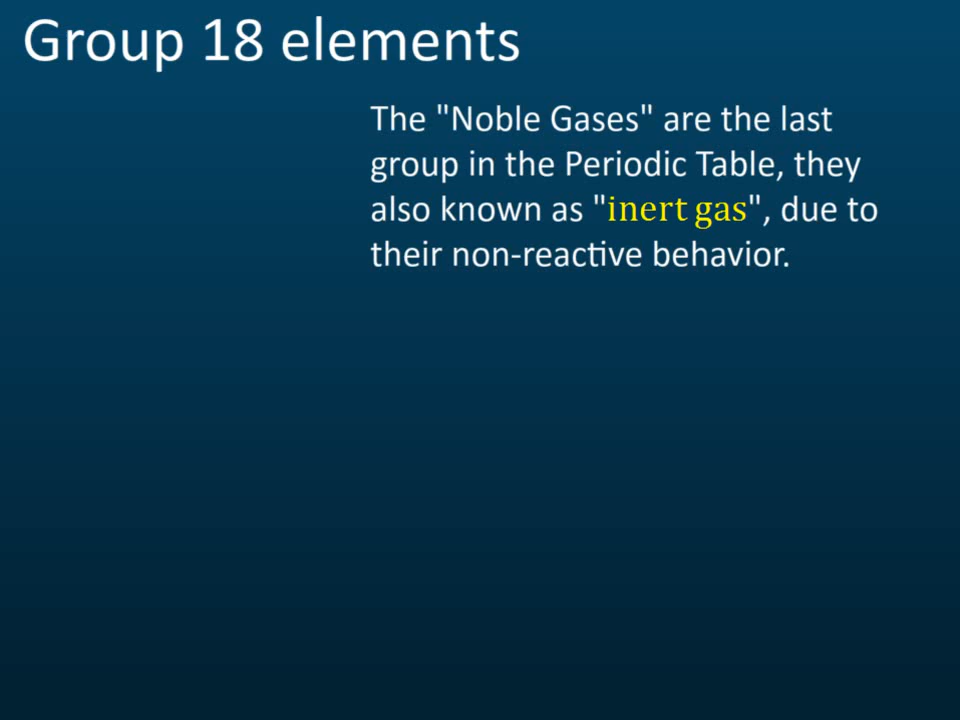 Group 18 elements
The "Noble Gases" are the last
group in the Periodic Table, they
also known as "inert gas", due to
their non-reactive behavior.